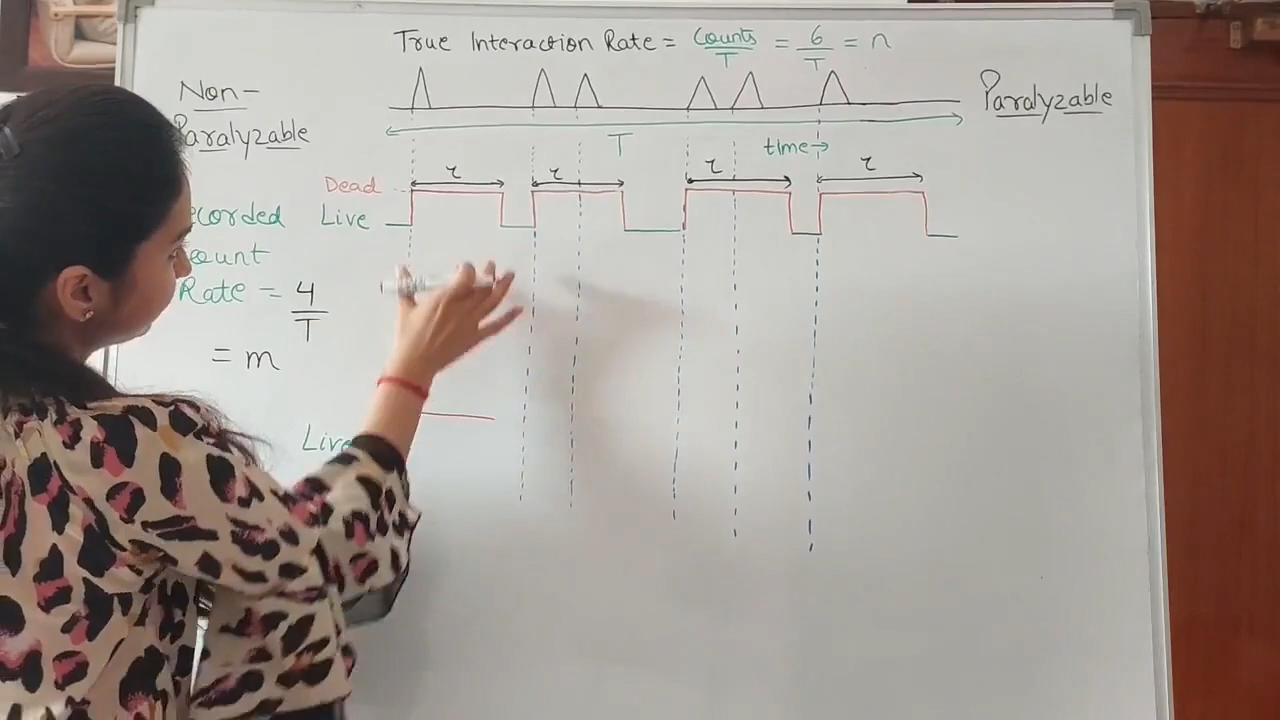 True Interaction Rate = Counts/T = 6/T = n
Non-
Paralyzable
Paralyzable
T
time→
τ τ τ τ
Dead
Live
ecorded
ount
Rate = 4/T
= m
Live